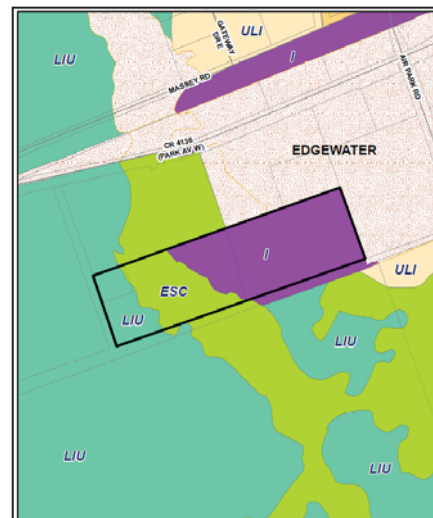 LIU
ULI
GATEWAY
DR E
I
MASSEY RD
AIR PARK RD
CR 4136
(PARK AV W)
EDGEWATER
I
ULI
ESC
LIU
LIU
LIU
LIU